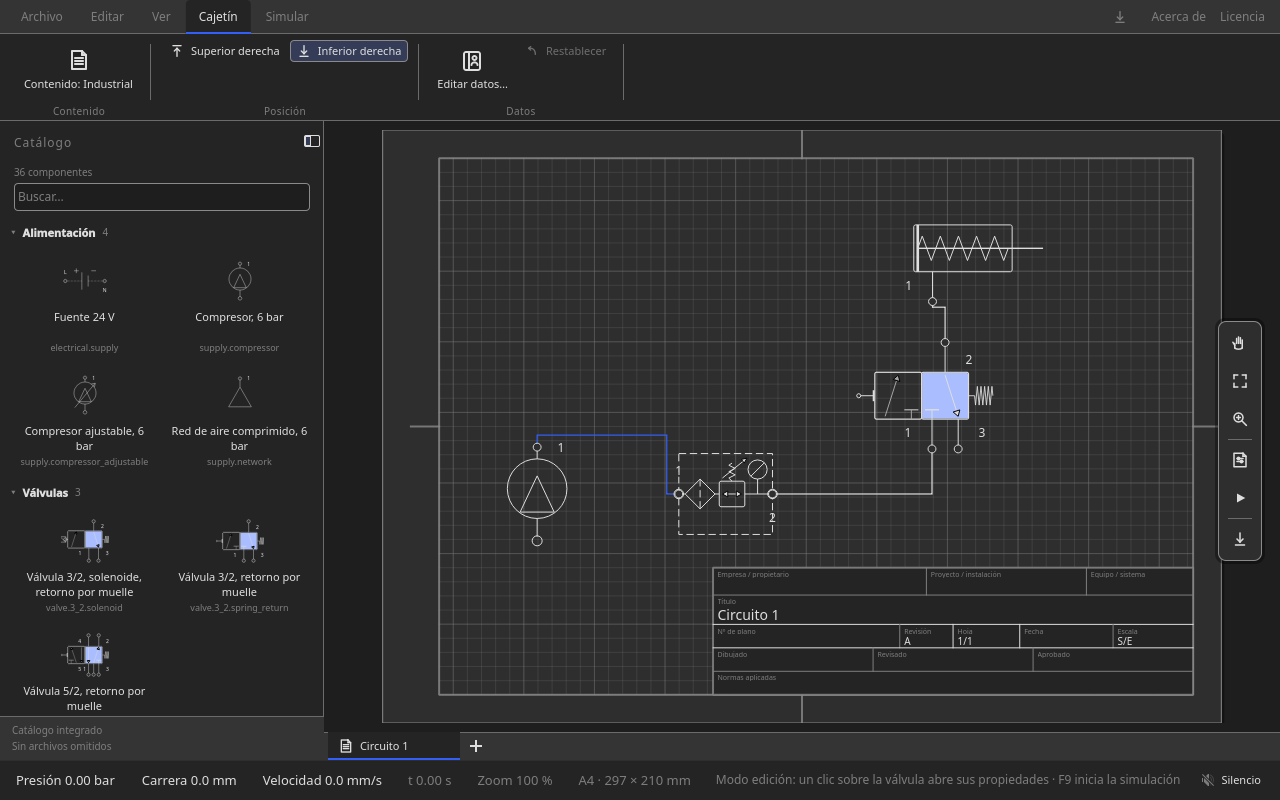 Archivo Editar Ver Cajetín Simular Acerca de Licencia
Superior derecha Inferior derecha Restablecer
Contenido: Industrial Editar datos...
Contenido Posición Datos
Catálogo
36 componentes
Buscar...
Alimentación 4
Fuente 24 V Compresor, 6 bar
electrical.supply supply.compressor
Compresor ajustable, 6 bar Red de aire comprimido, 6 bar
supply.compressor_adjustable supply.network
Válvulas 3
Válvula 3/2, solenoide, retorno por muelle Válvula 3/2, retorno por muelle
valve.3_2.solenoid valve.3_2.spring_return
Válvula 5/2, retorno por muelle
Catálogo integrado
Sin archivos omitidos
1
2
1 3
1
1
2
Empresa / propietario Proyecto / instalación Equipo / sistema
Título
Circuito 1
Nº de plano Revisión Hoja Fecha Escala
A 1/1 S/E
Dibujado Revisado Aprobado
Normas aplicadas
Circuito 1
Presión 0.00 bar Carrera 0.0 mm Velocidad 0.0 mm/s t 0.00 s Zoom 100 % A4 · 297 × 210 mm Modo edición: un clic sobre la válvula abre sus propiedades · F9 inicia la simulación Silencio